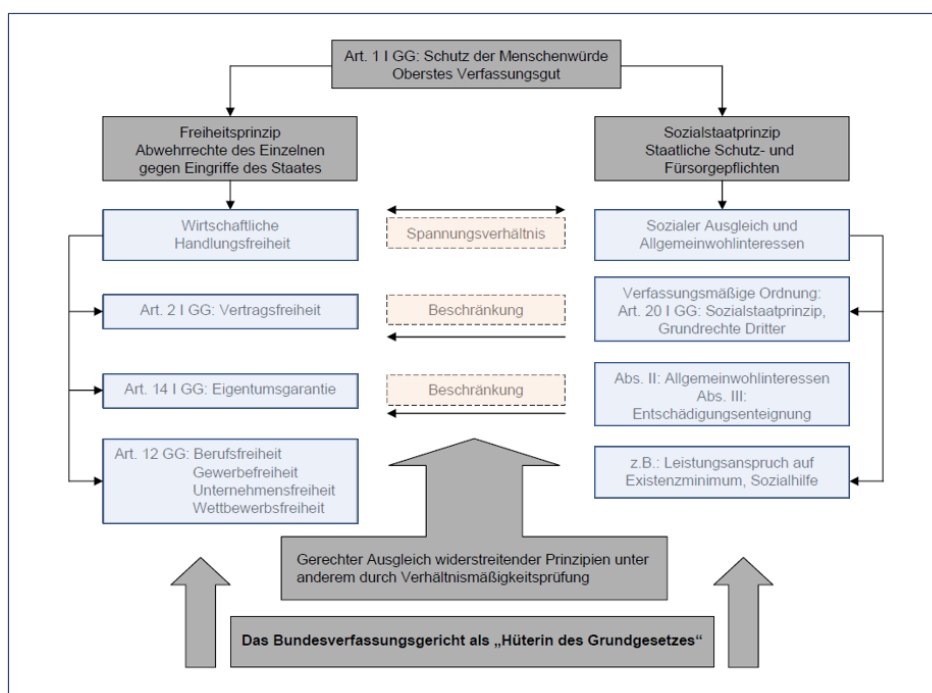 Art. 1 I GG: Schutz der Menschenwürde
Oberstes Verfassungsgut
Freiheitsprinzip
Abwehrrechte des Einzelnen
gegen Eingriffe des Staates
Sozialstaatprinzip
Staatliche Schutz- und
Fürsorgepflichten
Wirtschaftliche
Handlungsfreiheit
Spannungsverhältnis
Sozialer Ausgleich und
Allgemeinwohlinteressen
Art. 2 I GG: Vertragsfreiheit
Beschränkung
Verfassungsmäßige Ordnung:
Art. 20 I GG: Sozialstaatprinzip,
Grundrechte Dritter
Art. 14 I GG: Eigentumsgarantie
Beschränkung
Abs. II: Allgemeinwohlinteressen
Abs. III:
Entschädigungsenteignung
Art. 12 GG: Berufsfreiheit
Gewerbefreiheit
Unternehmensfreiheit
Wettbewerbsfreiheit
z.B.: Leistungsanspruch auf
Existenzminimum, Sozialhilfe
Gerechter Ausgleich widerstreitender Prinzipien unter
anderem durch Verhältnismäßigkeitsprüfung
Das Bundesverfassungsgericht als „Hüterin des Grundgesetzes“